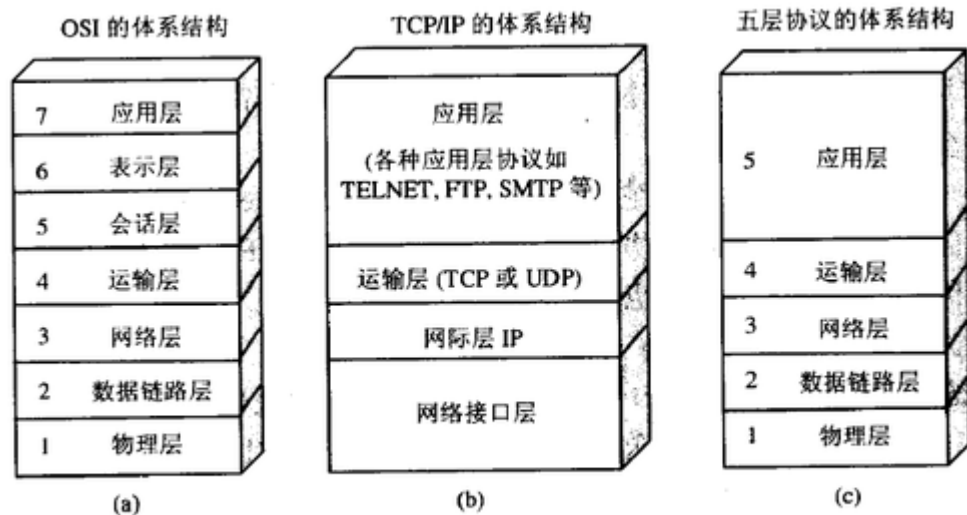 OSI 的体系结构
7 应用层
6 表示层
5 会话层
4 运输层
3 网络层
2 数据链路层
1 物理层
(a)
TCP/IP 的体系结构
应用层
(各种应用层协议如
TELNET, FTP, SMTP 等)
运输层 (TCP 或 UDP)
网际层 IP
网络接口层
(b)
五层协议的体系结构
5 应用层
4 运输层
3 网络层
2 数据链路层
1 物理层
(c)